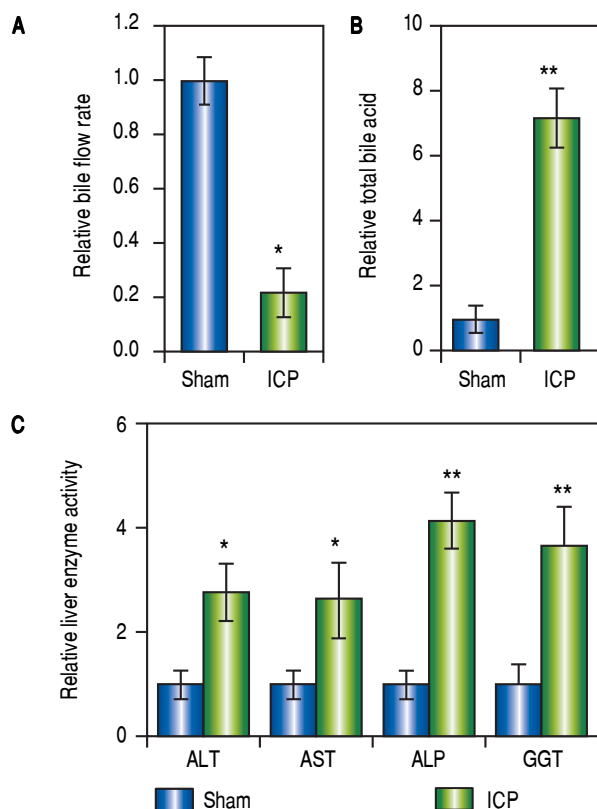 A
Relative bile flow rate
1.2
1.0
0.8
0.6
0.4
0.2
0.0
*
Sham ICP
B
Relative total bile acid
10
8
6
4
2
0
**
Sham ICP
C
Relative liver enzyme activity
6
4
2
0
* * ** **
ALT AST ALP GGT
Sham ICP